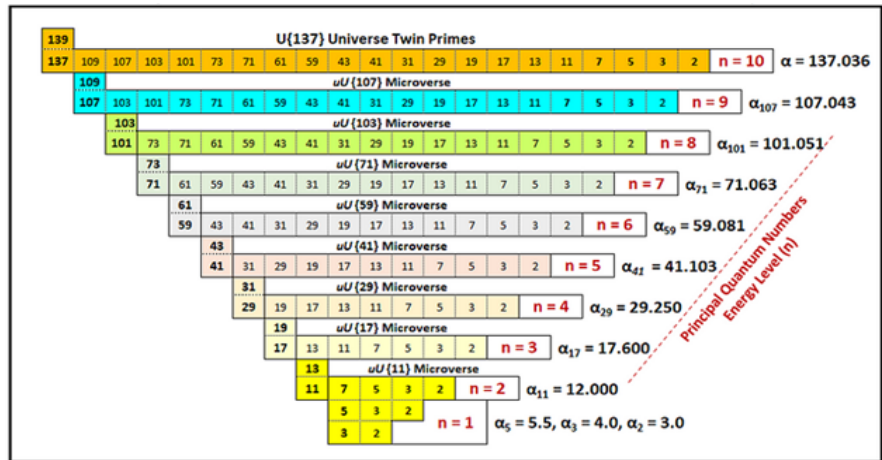 139 U{137} Universe Twin Primes
137 109 107 103 101 73 71 61 59 43 41 31 29 19 17 13 11 7 5 3 2 n = 10 α = 137.036
109 uU {107} Microverse
107 103 101 73 71 61 59 43 41 31 29 19 17 13 11 7 5 3 2 n = 9 α107 = 107.043
103 uU {103} Microverse
101 73 71 61 59 43 41 31 29 19 17 13 11 7 5 3 2 n = 8 α101 = 101.051
73 uU {71} Microverse
71 61 59 43 41 31 29 19 17 13 11 7 5 3 2 n = 7 α71 = 71.063
61 uU {59} Microverse
59 43 41 31 29 19 17 13 11 7 5 3 2 n = 6 α59 = 59.081
43 uU {41} Microverse
41 31 29 19 17 13 11 7 5 3 2 n = 5 α41 = 41.103
31 uU {29} Microverse
29 19 17 13 11 7 5 3 2 n = 4 α29 = 29.250
19 uU {17} Microverse
17 13 11 7 5 3 2 n = 3 α17 = 17.600
13 uU {11} Microverse
11 7 5 3 2 n = 2 α11 = 12.000
5 3 2 n = 1 α5 = 5.5, α3 = 4.0, α2 = 3.0
3 2
Principal Quantum Numbers
Energy Level (n)